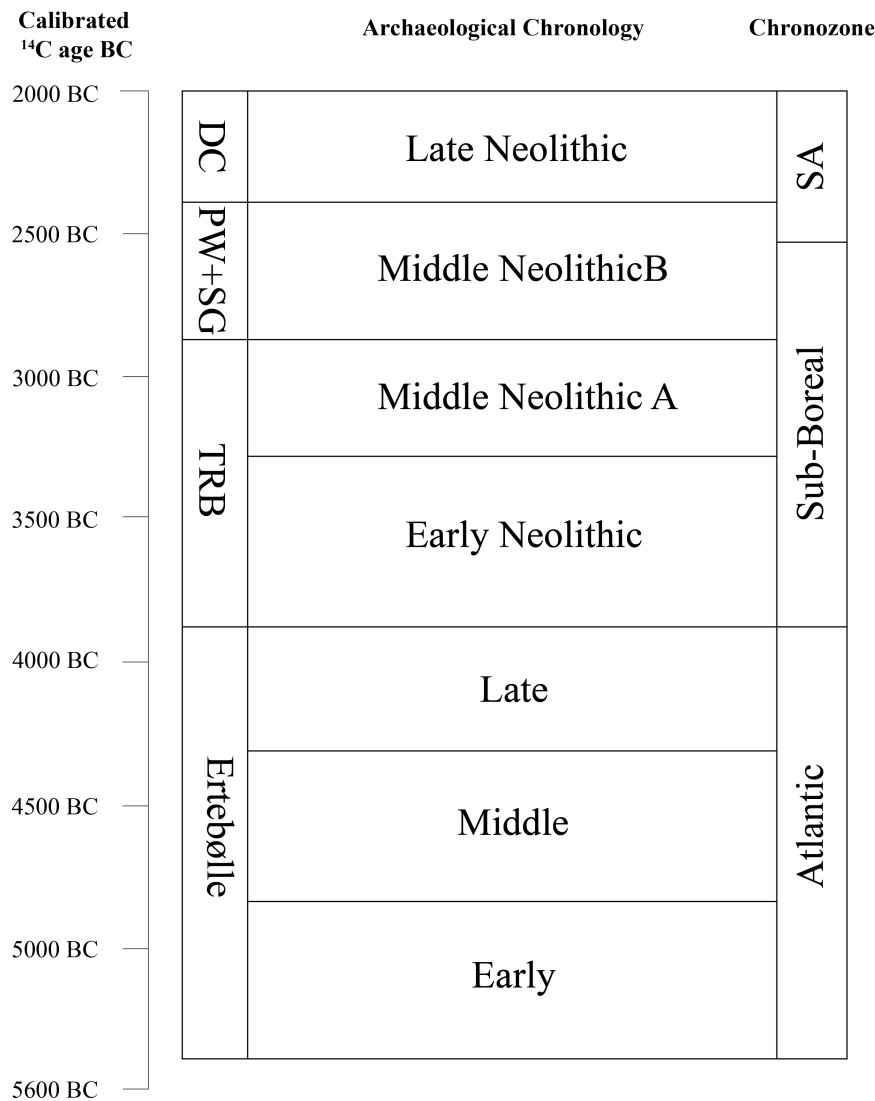 Calibrated
¹⁴C age BC
Archaeological Chronology
Chronozone
2000 BC
2500 BC
3000 BC
3500 BC
4000 BC
4500 BC
5000 BC
5600 BC
DC
PW+SG
TRB
Ertebølle
Late Neolithic
Middle NeolithicB
Middle Neolithic A
Early Neolithic
Late
Middle
Early
SA
Sub-Boreal
Atlantic